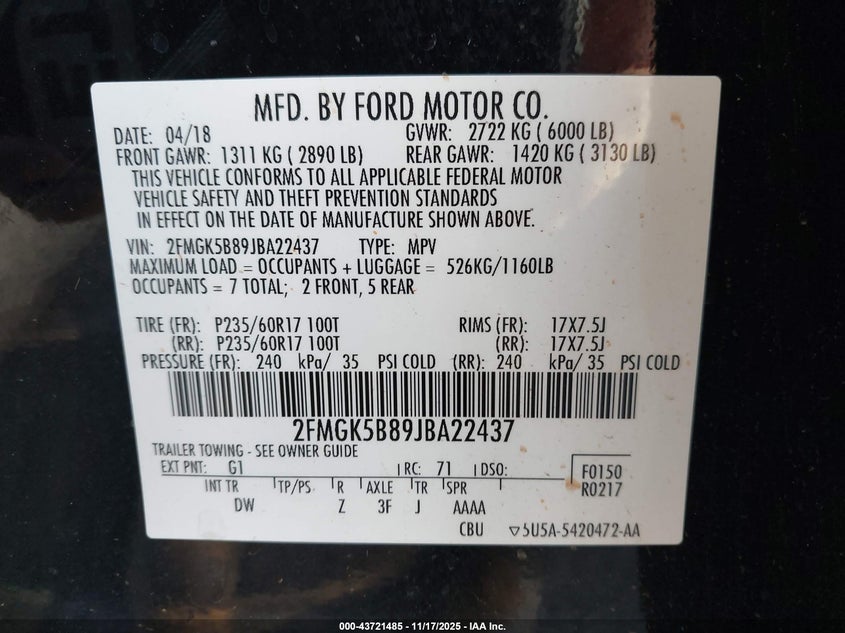 MFD. BY FORD MOTOR CO.
DATE: 04/18 GVWR: 2722 KG ( 6000 LB)
FRONT GAWR: 1311 KG ( 2890 LB) REAR GAWR: 1420 KG ( 3130 LB)
THIS VEHICLE CONFORMS TO ALL APPLICABLE FEDERAL MOTOR
VEHICLE SAFETY AND THEFT PREVENTION STANDARDS
IN EFFECT ON THE DATE OF MANUFACTURE SHOWN ABOVE.
VIN: 2FMGK5B89JBA22437 TYPE: MPV
MAXIMUM LOAD = OCCUPANTS + LUGGAGE = 526KG/1160LB
OCCUPANTS = 7 TOTAL; 2 FRONT, 5 REAR
TIRE (FR): P235/60R17 100T RIMS (FR): 17X7.5J
(RR): P235/60R17 100T (RR): 17X7.5J
PRESSURE (FR): 240 kPa/ 35 PSI COLD (RR): 240 kPa/ 35 PSI COLD
2FMGK5B89JBA22437
TRAILER TOWING - SEE OWNER GUIDE
EXT PNT: G1 RC: 71 DSO: F0150
R0217
INT TR TP/PS R AXLE TR SPR
DW Z 3F J AAAA
CBU ▽5U5A-5420472-AA
000-43721485 - 11/17/2025 - IAA Inc.